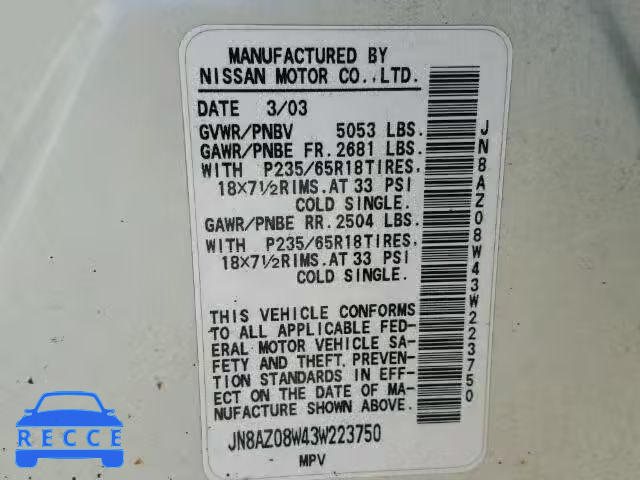 MANUFACTURED BY
NISSAN MOTOR CO.,LTD.
DATE 3/03
GVWR/PNBV 5053 LBS.
GAWR/PNBE FR. 2681 LBS.
WITH P235/65R18TIRES,
18X7½RIMS. AT 33 PSI
COLD SINGLE.
GAWR/PNBE RR. 2504 LBS.
WITH P235/65R18TIRES,
18X7½RIMS. AT 33 PSI
COLD SINGLE.
THIS VEHICLE CONFORMS
TO ALL APPLICABLE FED-
ERAL MOTOR VEHICLE SA-
FETY AND THEFT. PREVEN-
TION STANDARDS IN EFF-
ECT ON THE DATE OF MA-
NUFACTURE SHOWN ABOVE.
JN8AZ08W43W223750
MPV
JN8AZ08W43W223750
IDEAUTO